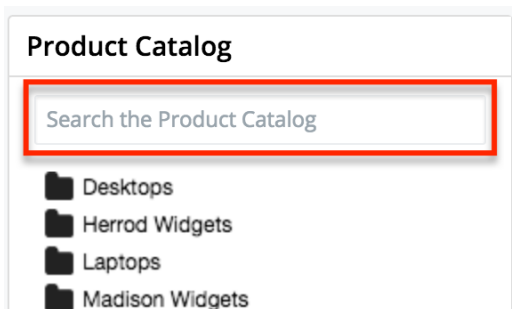 Product Catalog
Search the Product Catalog
Desktops
Herrod Widgets
Laptops
Madison Widgets